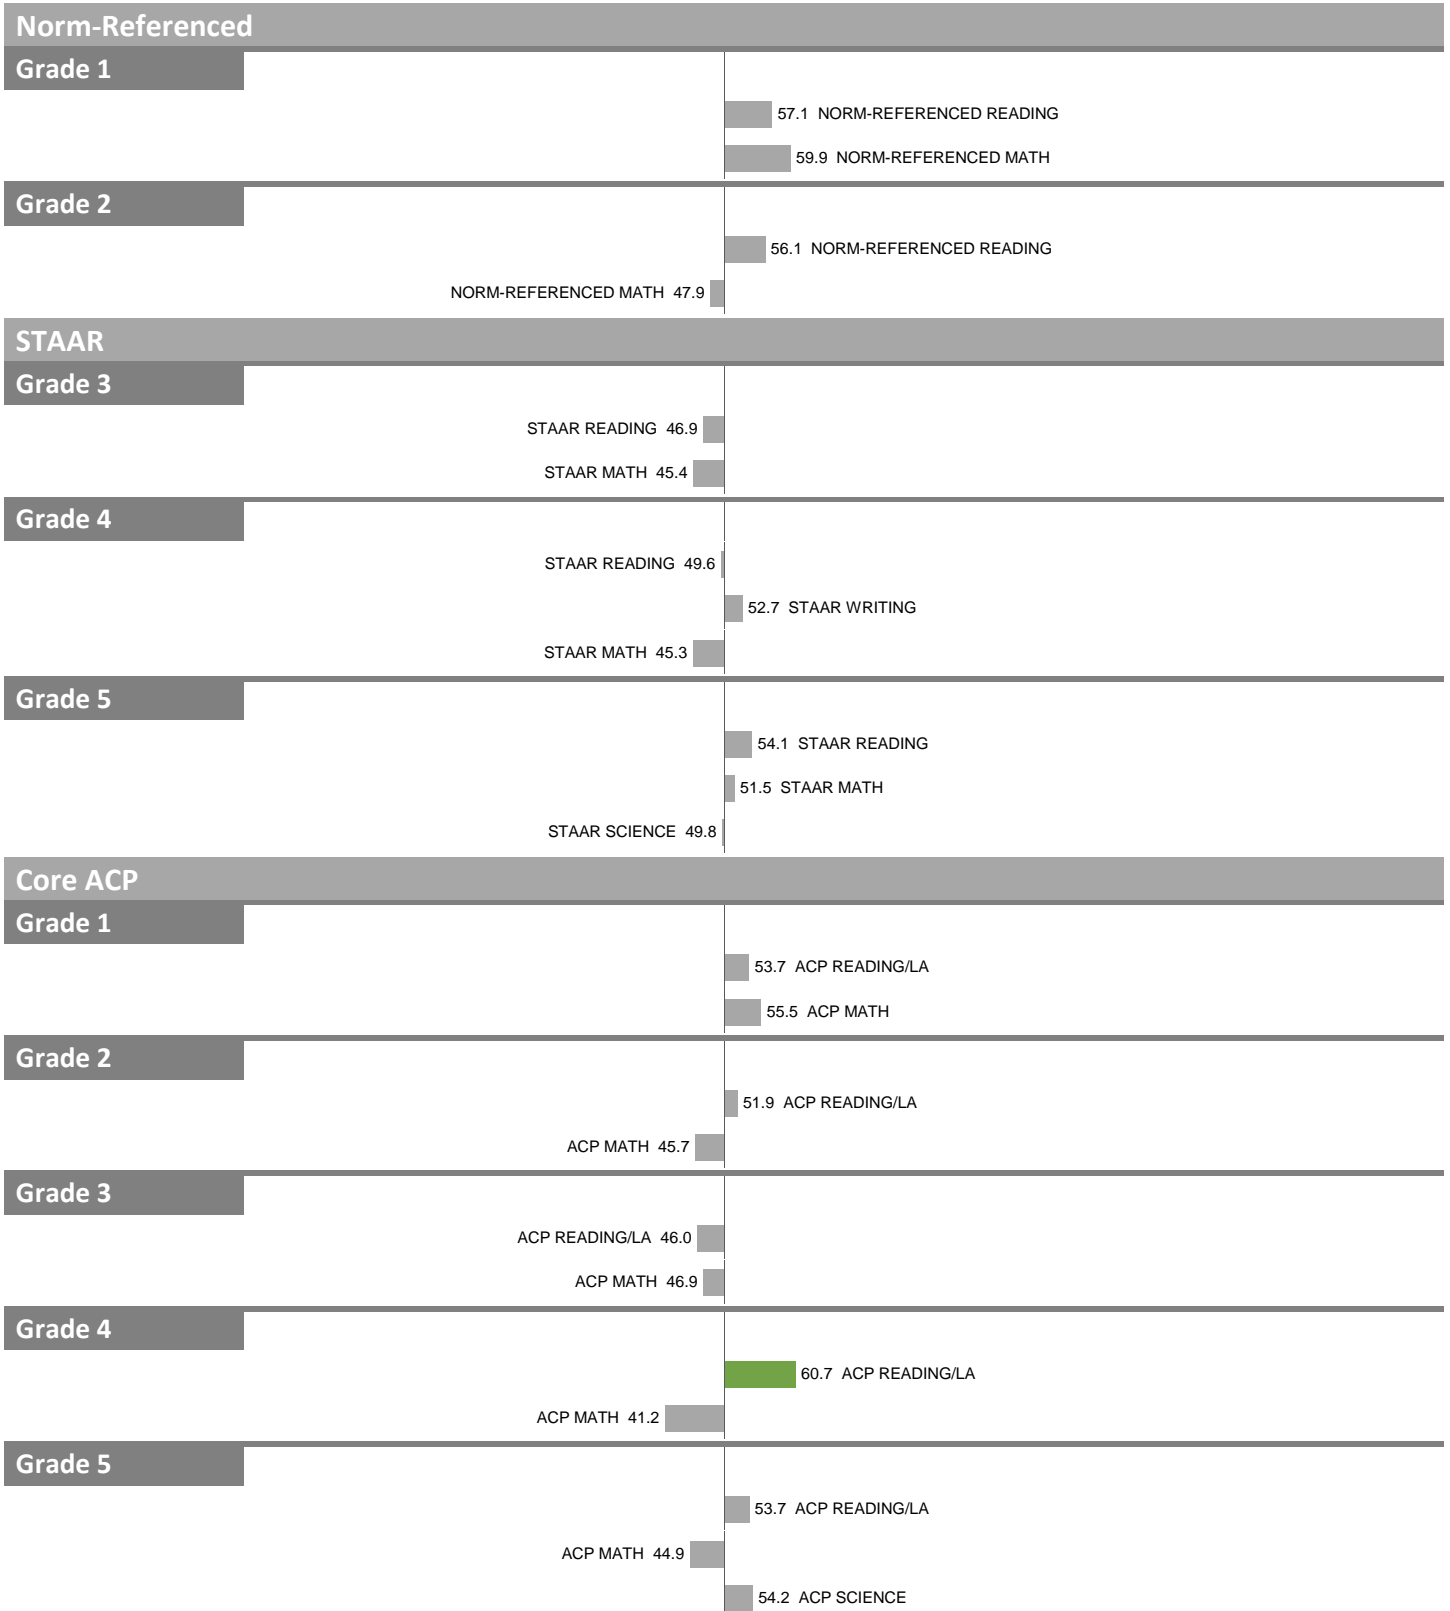 Norm-Referenced
Grade 1
57.1 NORM-REFERENCED READING
59.9 NORM-REFERENCED MATH
Grade 2
56.1 NORM-REFERENCED READING
NORM-REFERENCED MATH 47.9
STAAR
Grade 3
STAAR READING 46.9
STAAR MATH 45.4
Grade 4
STAAR READING 49.6
52.7 STAAR WRITING
STAAR MATH 45.3
Grade 5
54.1 STAAR READING
51.5 STAAR MATH
STAAR SCIENCE 49.8
Core ACP
Grade 1
53.7 ACP READING/LA
55.5 ACP MATH
Grade 2
51.9 ACP READING/LA
ACP MATH 45.7
Grade 3
ACP READING/LA 46.0
ACP MATH 46.9
Grade 4
60.7 ACP READING/LA
ACP MATH 41.2
Grade 5
53.7 ACP READING/LA
ACP MATH 44.9
54.2 ACP SCIENCE